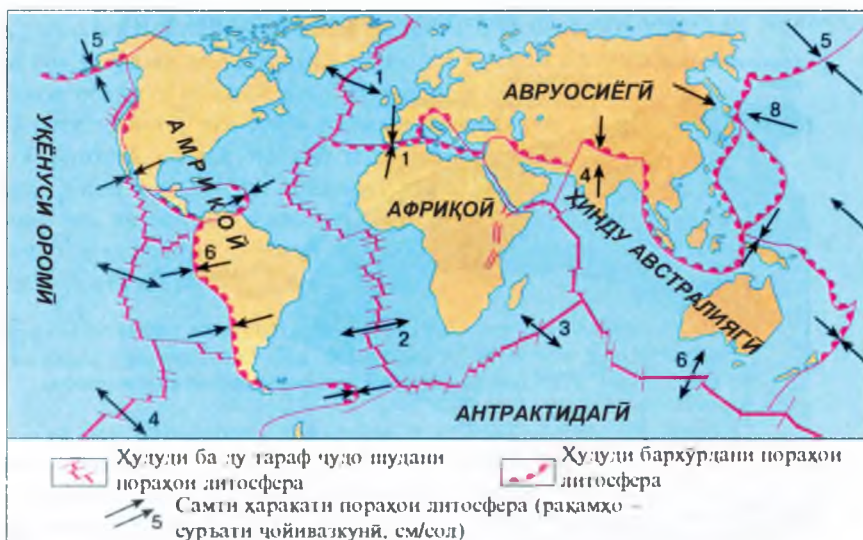 5
1
АВРУОСИЁГӢ
5
8
УҚЁНУСИ ОРОМӢ
АМРИКОӢ
1
4
АФРИҚОӢ
ҲИНДУ АВСТРАЛИЯГӢ
6
2
3
6
4
АНТРАКТИДАГӢ
Ҳудуди ба ду тараф ҷудо шудани
порахои литосфера
Ҳудуди бархӯрдани порахои
литосфера
5 Самти ҳаракати порахои литосфера (рақамҳо –
суръати ҷойивазкунӣ, см/сол)